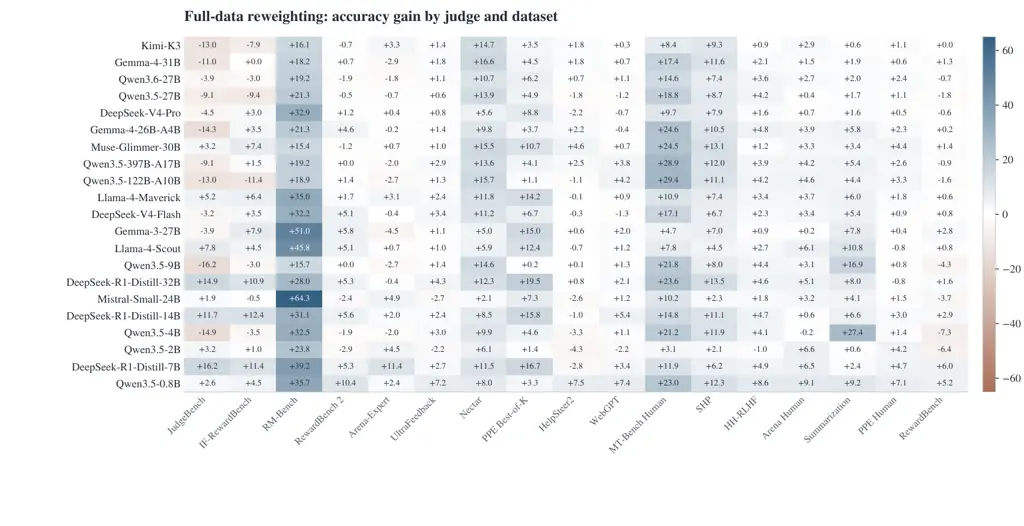 Full-data reweighting: accuracy gain by judge and dataset
Kimi-K3 -13.0 -7.9 +16.1 -0.7 +3.3 +1.4 +14.7 +3.5 +1.8 +0.3 +8.4 +9.3 +0.9 +2.9 +0.6 +1.1 +0.0
Gemma-4-31B -11.0 +0.0 +18.2 +0.7 -2.9 +1.8 +16.6 +4.5 +1.8 +0.7 +17.4 +11.6 +2.1 +1.5 +1.9 +0.6 +1.3
Qwen3.6-27B -3.9 -3.0 +19.2 -1.9 -1.8 +1.1 +10.7 +6.2 +0.7 +1.1 +14.6 +7.4 +3.6 +2.7 +2.0 +2.4 -0.7
Qwen3.5-27B -9.1 -9.4 +21.3 -0.5 -0.7 +0.6 +13.9 +4.9 -1.8 -1.2 +18.8 +8.7 +4.2 +0.4 +1.7 +1.1 -1.8
DeepSeek-V4-Pro -4.5 +3.0 +32.9 +1.2 +0.4 +0.8 +5.6 +8.8 -2.2 -0.7 +9.7 +7.9 +1.6 +0.7 +1.6 +0.7 -0.6
Gemma-4-26B-A4B -14.3 +3.5 +21.3 +4.6 -0.2 +1.4 +9.8 +3.7 +2.2 -0.4 +24.6 +10.5 +4.8 +3.9 +5.8 +2.3 +0.2
Muse-Glimmer-30B +3.2 +7.4 +15.4 -1.2 +0.7 +1.0 +15.5 +10.7 +4.6 +0.7 +24.5 +13.1 +1.2 +3.3 +3.4 +4.4 +1.4
Qwen3.5-397B-A17B -9.1 +1.5 +19.2 +0.0 -2.0 +2.9 +13.6 +4.1 +2.5 +3.8 +28.9 +12.0 +3.9 +4.2 +5.4 +2.6 -0.9
Qwen3.5-122B-A10B -13.0 -11.4 +18.9 +1.4 -2.7 +1.3 +15.7 +1.1 -1.1 +4.2 +29.4 +11.1 +4.2 +4.6 +4.4 +3.3 -1.6
Llama-4-Maverick +5.2 +6.4 +35.0 +1.7 +3.1 +2.4 +11.8 +14.2 -0.1 +0.9 +10.9 +7.4 +3.4 +3.7 +6.0 +1.8 +0.6
DeepSeek-V4-Flash -3.2 +3.5 +32.2 +5.1 -0.4 +3.4 +11.2 +6.7 -0.3 -1.3 +17.1 +6.7 +2.3 +3.4 +5.4 +0.9 +0.8
Gemma-3-27B -3.9 +7.9 +51.0 +5.8 -4.5 +1.1 +5.0 +15.0 +0.6 +2.0 +4.7 +7.0 +0.9 +0.2 +7.8 +0.4 +2.8
Llama-4-Scout +7.8 +4.5 +45.8 +5.1 +0.7 +1.0 +5.9 +12.4 -0.7 +1.2 +7.8 +4.5 +2.7 +6.1 +10.8 -0.8 +0.8
Qwen3.5-9B -16.2 -3.0 +15.7 +0.0 -2.7 +1.4 +14.6 +0.2 +0.1 +1.3 +21.8 +8.0 +4.4 +3.1 +16.9 +0.8 -4.3
DeepSeek-R1-Distill-32B +14.9 +10.9 +28.0 +5.3 -0.4 +4.3 +12.3 +19.5 +0.8 +2.1 +23.6 +13.5 +4.6 +5.1 +8.0 -0.8 +1.6
Mistral-Small-24B +1.9 -0.5 +64.3 -2.4 +4.9 -2.7 +2.1 +7.3 -2.6 +1.2 +10.2 +2.3 +1.8 +3.2 +4.1 +1.5 -3.7
DeepSeek-R1-Distill-14B +11.7 +12.4 +31.1 +5.6 +2.0 +2.4 +8.5 +15.8 -1.0 +5.4 +14.8 +11.1 +4.7 +0.6 +6.6 +3.0 +2.9
Qwen3.5-4B -14.9 -3.5 +32.5 -1.9 -2.0 +3.0 +9.9 +4.6 -3.3 +1.1 +21.2 +11.9 +4.1 -0.2 +27.4 +1.4 -7.3
Qwen3.5-2B +3.2 +1.0 +23.8 -2.9 +4.5 -2.2 +6.1 +1.4 -4.3 -2.2 +3.1 +2.1 -1.0 +6.6 +0.6 +4.2 -6.4
DeepSeek-R1-Distill-7B +16.2 +11.4 +39.2 +5.3 +11.4 +2.7 +11.5 +16.7 -2.8 +3.4 +11.9 +6.2 +4.9 +6.5 +2.4 +4.7 +6.0
Qwen3.5-0.8B +2.6 +4.5 +35.7 +10.4 +2.4 +7.2 +8.0 +3.3 +7.5 +7.4 +23.0 +12.3 +8.6 +9.1 +9.2 +7.1 +5.2
JudgeBench IF-RewardBench RM-Bench RewardBench 2 Arena-Expert UltraFeedback Nectar PPE Best-of-K HelpSteer2 WebGPT MT-Bench Human SHP HH-RLHF Arena Human Summarization PPE Human RewardBench
60
40
20
0
−20
−40
−60